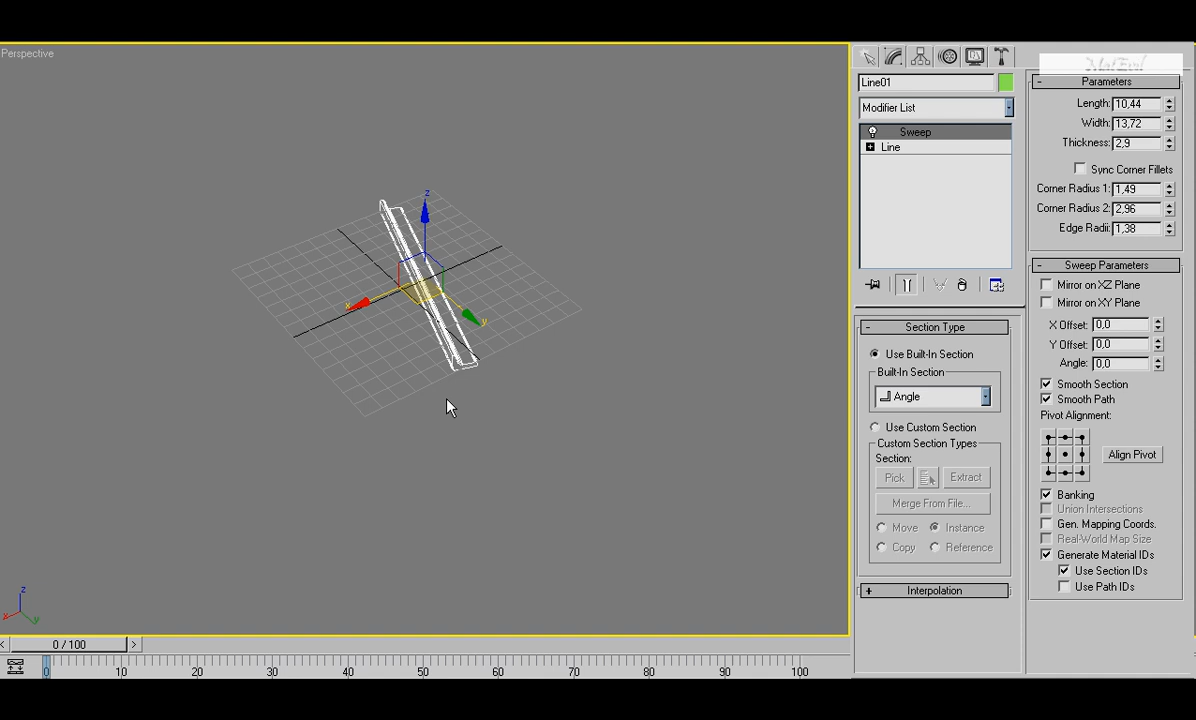 Perspective
z
x
y
z
x
y
0 / 100
0 10 20 30 40 50 60 70 80 90 100
Line01
Modifier List
Sweep
Line
Section Type
Use Built-In Section
Built-In Section
Angle
Use Custom Section
Custom Section Types
Section:
Pick Extract
Merge From File...
Move Instance
Copy Reference
Interpolation
Parameters
Length: 10,44
Width: 13,72
Thickness: 2,9
Sync Corner Fillets
Corner Radius 1: 1,49
Corner Radius 2: 2,96
Edge Radii: 1,38
Sweep Parameters
Mirror on XZ Plane
Mirror on XY Plane
X Offset: 0,0
Y Offset: 0,0
Angle: 0,0
Smooth Section
Smooth Path
Pivot Alignment:
Align Pivot
Banking
Union Intersections
Gen. Mapping Coords.
Real-World Map Size
Generate Material IDs
Use Section IDs
Use Path IDs